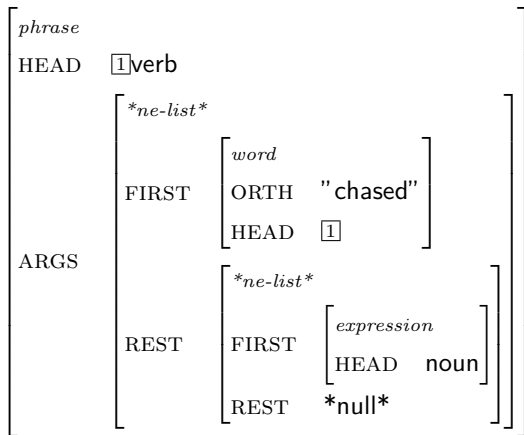 phrase
HEAD 1 verb
*ne-list*
word
FIRST ORTH "chased"
HEAD 1
ARGS
*ne-list*
expression
REST FIRST HEAD noun
REST *null*